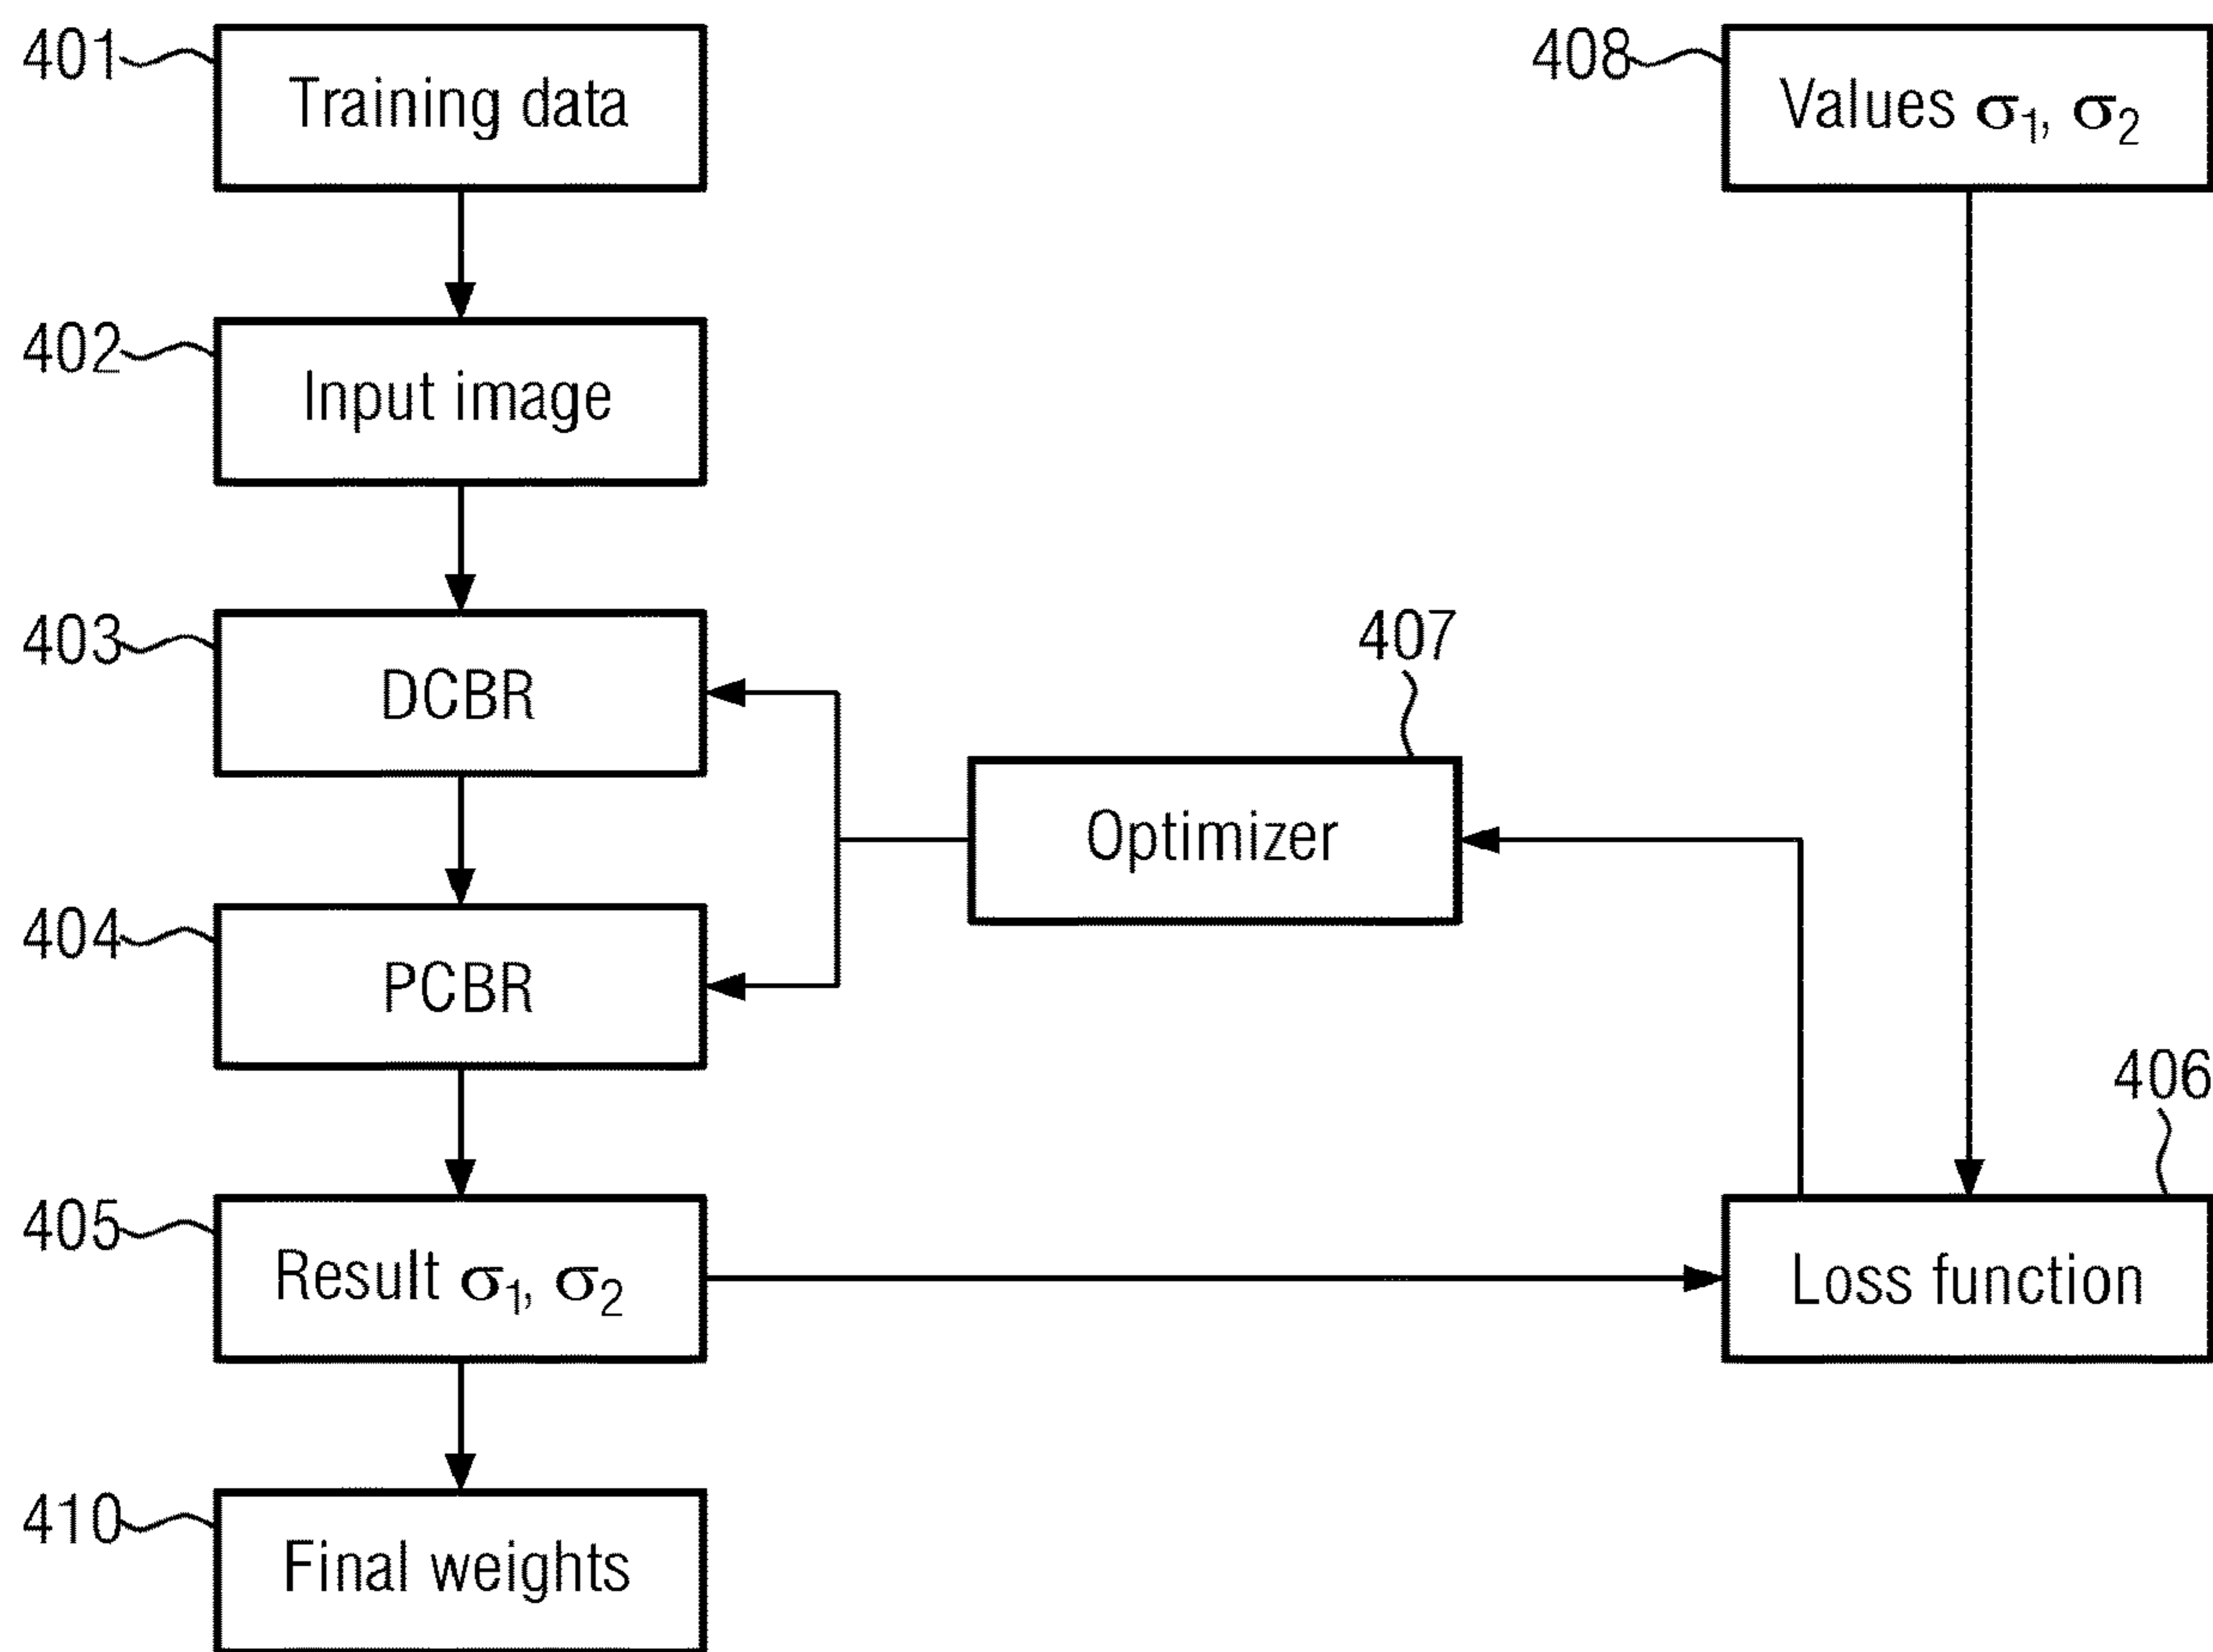 401
Training data
408
Values σ₁, σ₂
402
Input image
403
DCBR
407
Optimizer
404
PCBR
406
405
Result σ₁, σ₂
Loss function
410
Final weights